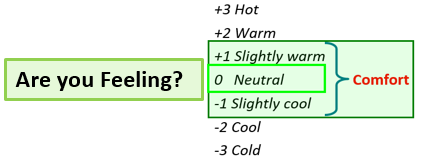 +3 Hot
+2 Warm
+1 Slightly warm
Are you Feeling?
0 Neutral
Comfort
-1 Slightly cool
-2 Cool
-3 Cold